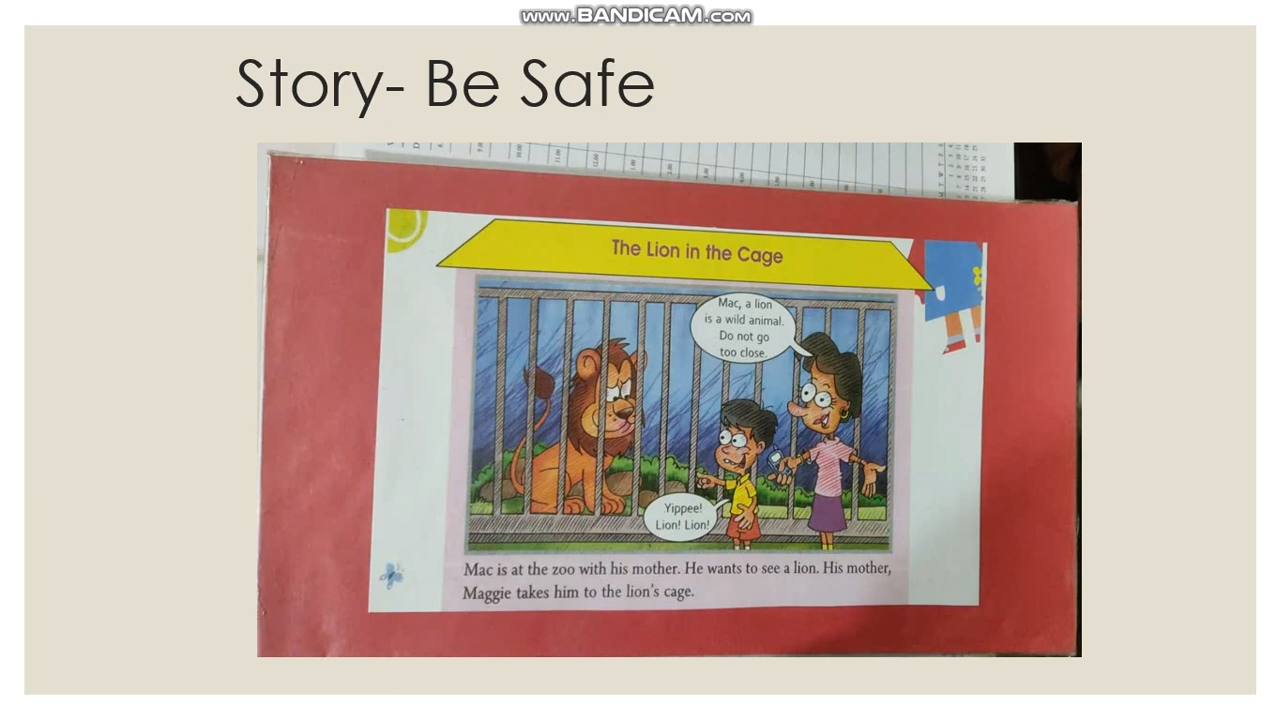 www.BANDICAM.com
Story- Be Safe
The Lion in the Cage
Mac, a lion
is a wild animal.
Do not go
too close.
Yippee!
Lion! Lion!
Mac is at the zoo with his mother. He wants to see a lion. His mother,
Maggie takes him to the lion's cage.